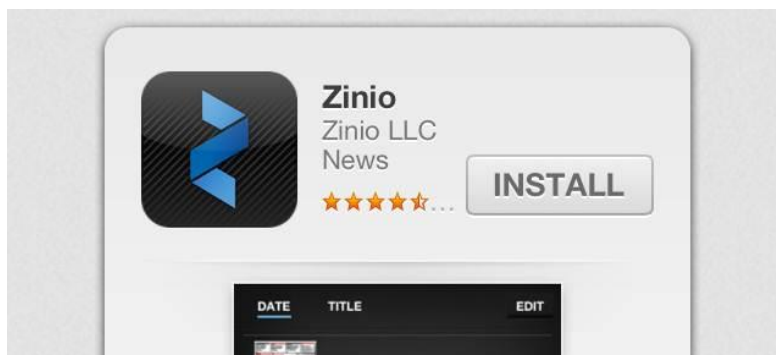 Zinio
Zinio LLC
News
...
INSTALL
DATE TITLE EDIT